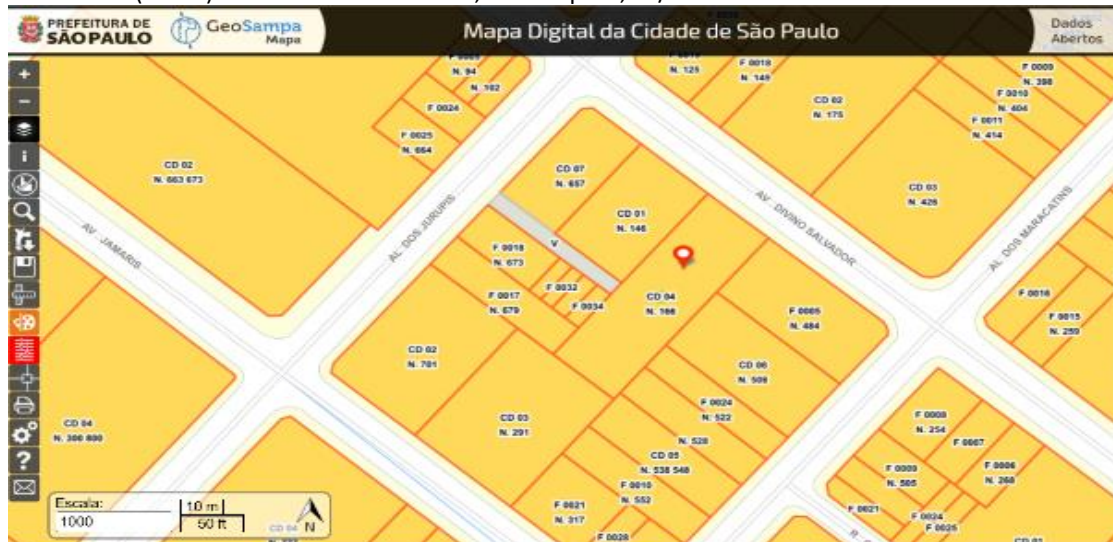 PREFEITURA DE
SÃO PAULO
GeoSampa
Mapa
Mapa Digital da Cidade de São Paulo
Dados
Abertos
N. 94
N. 102
F 0024
F 0025
N. 664
N. 125
F 0018
N. 149
CD 02
N. 175
F 0009
N. 398
F 0010
N. 404
F 0011
N. 414
CD 02
N. 663 673
CD 07
N. 657
CD 03
N. 426
CD 01
N. 146
AV - JAMARIS
AL. DOS JURUPIS
AV - DIVINO SALVADOR
AL. DOS MARACATINS
V
F 0018
N. 673
F 0032
F 0017
N. 679
F 0034
CD 04
N. 166
F 0005
N. 484
F 0016
F 0015
N. 259
CD 02
N. 701
CD 06
N. 508
F 0024
N. 522
CD 03
N. 291
N. 528
CD 05
N. 538 548
F 0010
N. 552
F 0021
N. 317
F 0028
F 0008
N. 254
F 0007
F 0009
N. 505
F 0006
N. 268
F 0021
F 0024
F 0025
CD 04
N. 300 800
Escala:
1000
10 m
50 ft
N